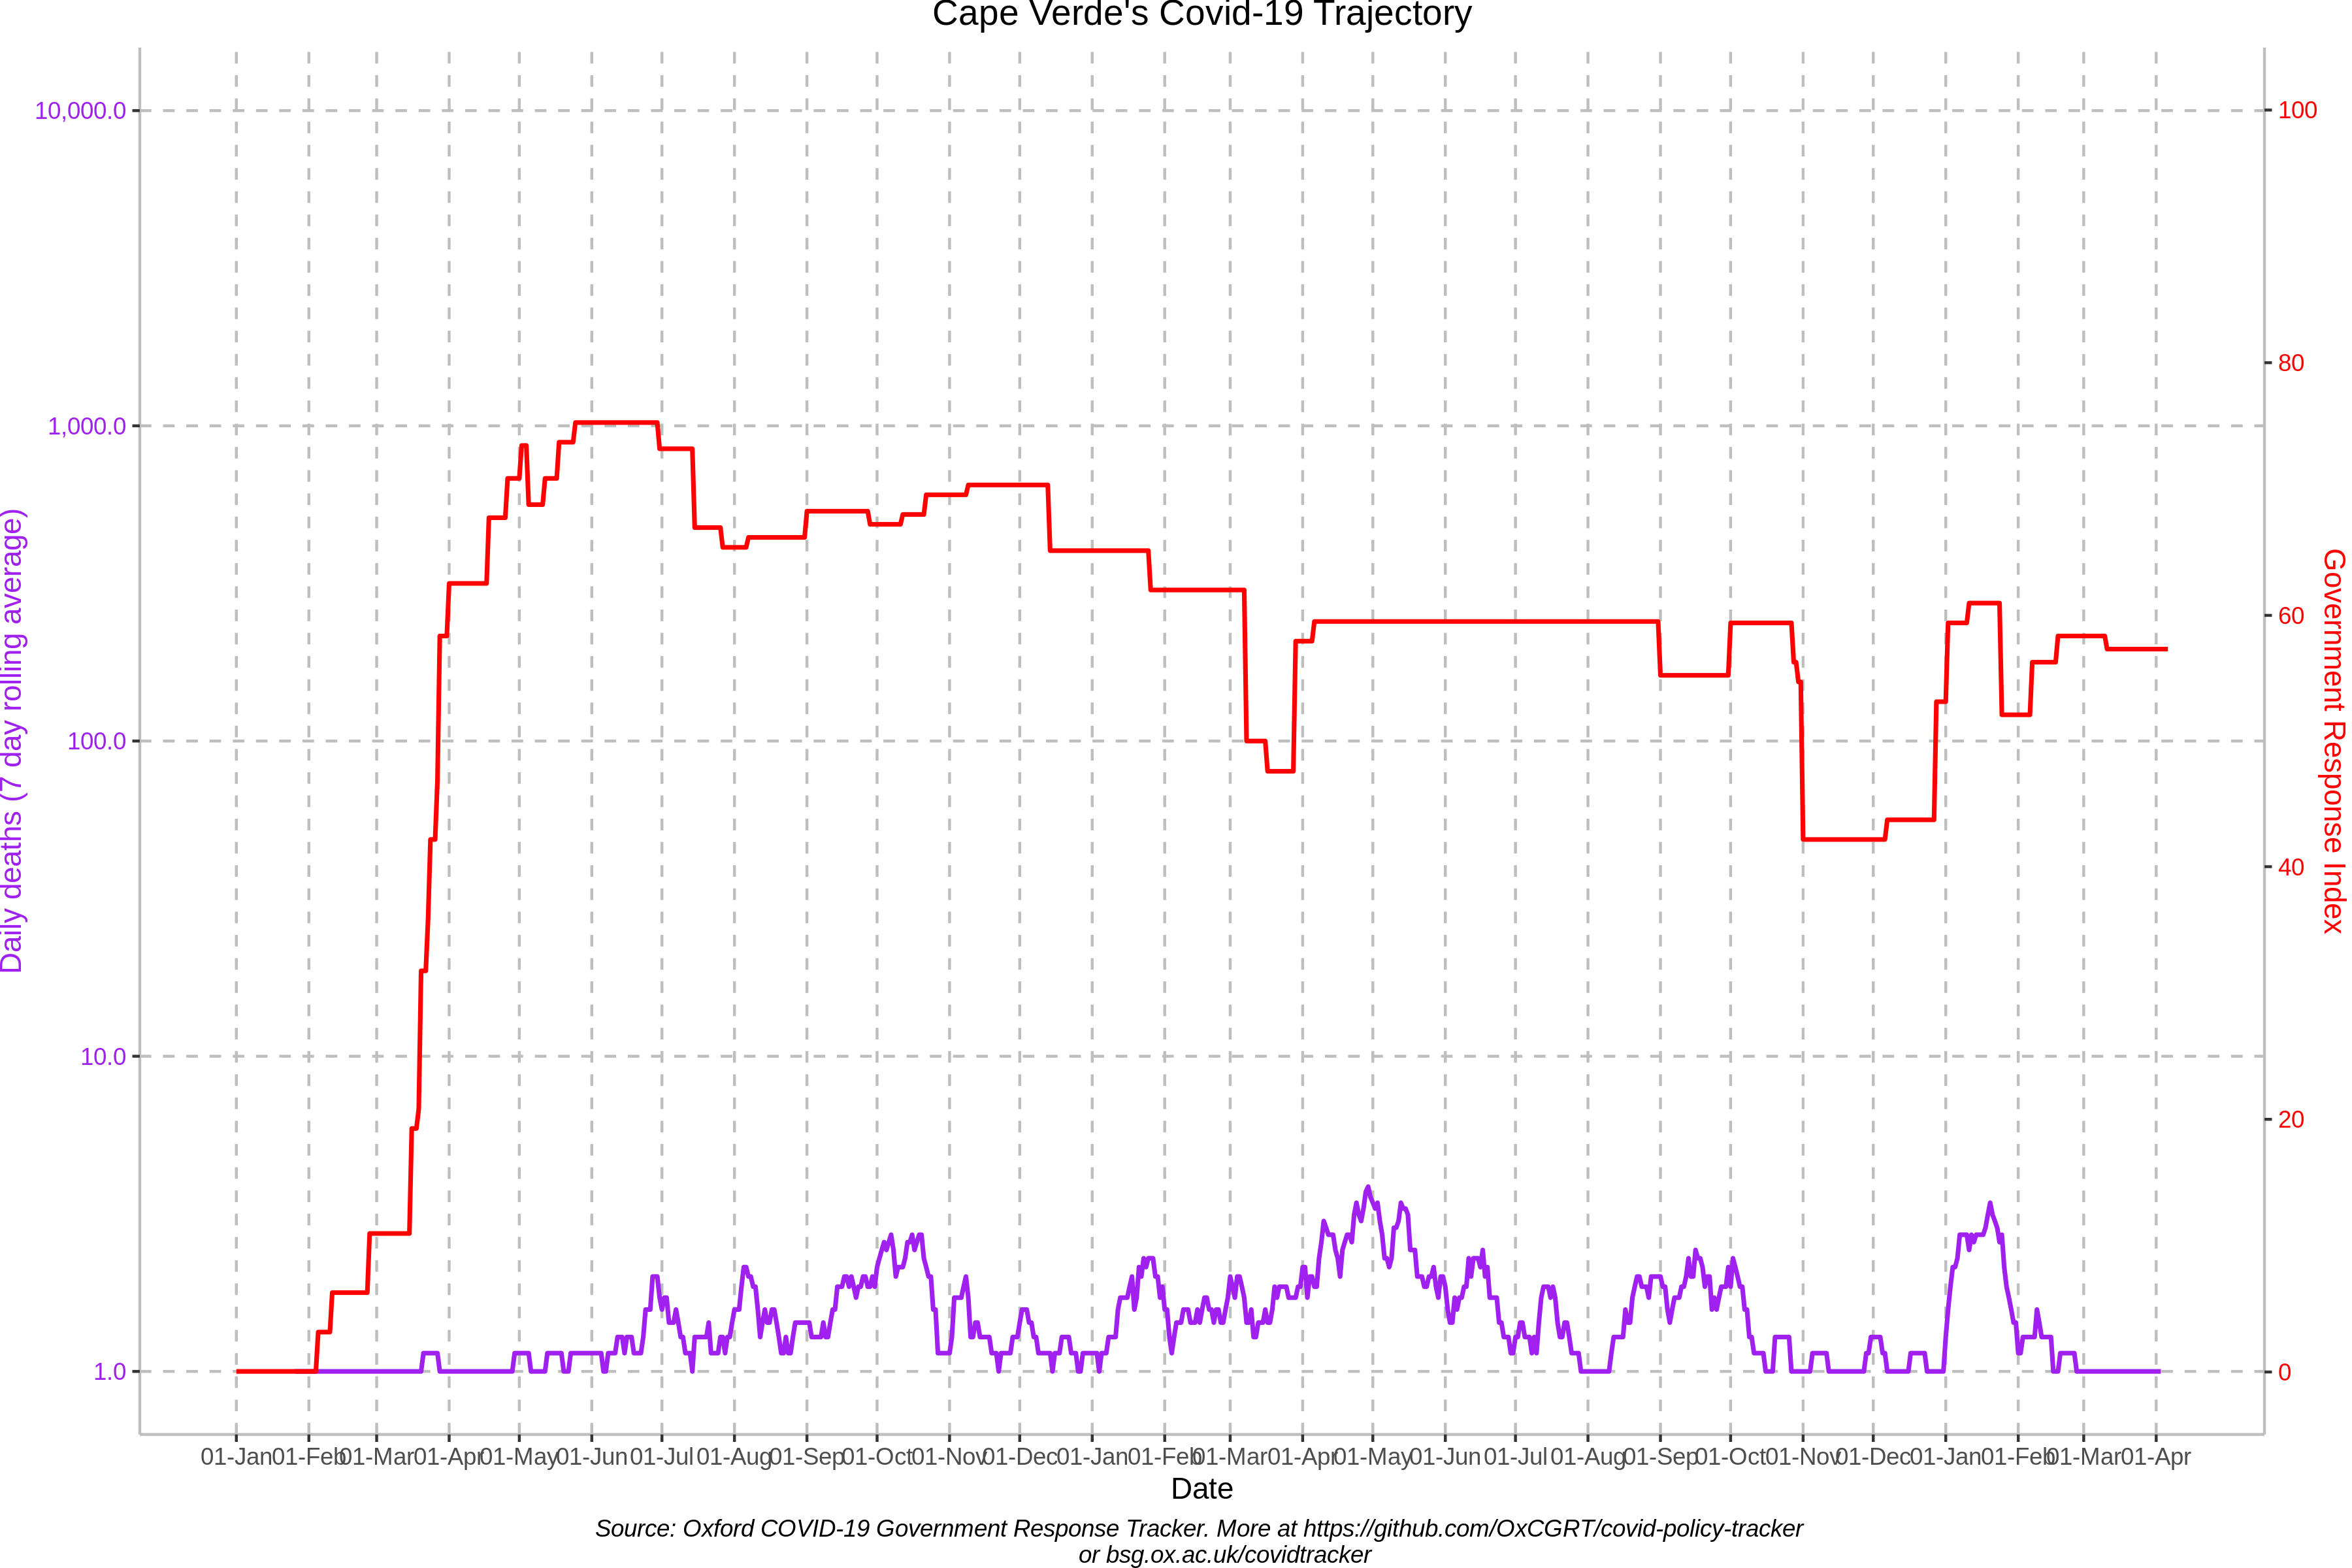 Cape Verde's Covid-19 Trajectory
10,000.0
1,000.0
100.0
10.0
1.0
Daily deaths (7 day rolling average)
100
80
60
40
20
0
Government Response Index
01-Jan 01-Feb 01-Mar 01-Apr 01-May 01-Jun 01-Jul 01-Aug 01-Sep 01-Oct 01-Nov 01-Dec 01-Jan 01-Feb 01-Mar 01-Apr 01-May 01-Jun 01-Jul 01-Aug 01-Sep 01-Oct 01-Nov 01-Dec 01-Jan 01-Feb 01-Mar 01-Apr
Date
Source: Oxford COVID-19 Government Response Tracker. More at https://github.com/OxCGRT/covid-policy-tracker
or bsg.ox.ac.uk/covidtracker